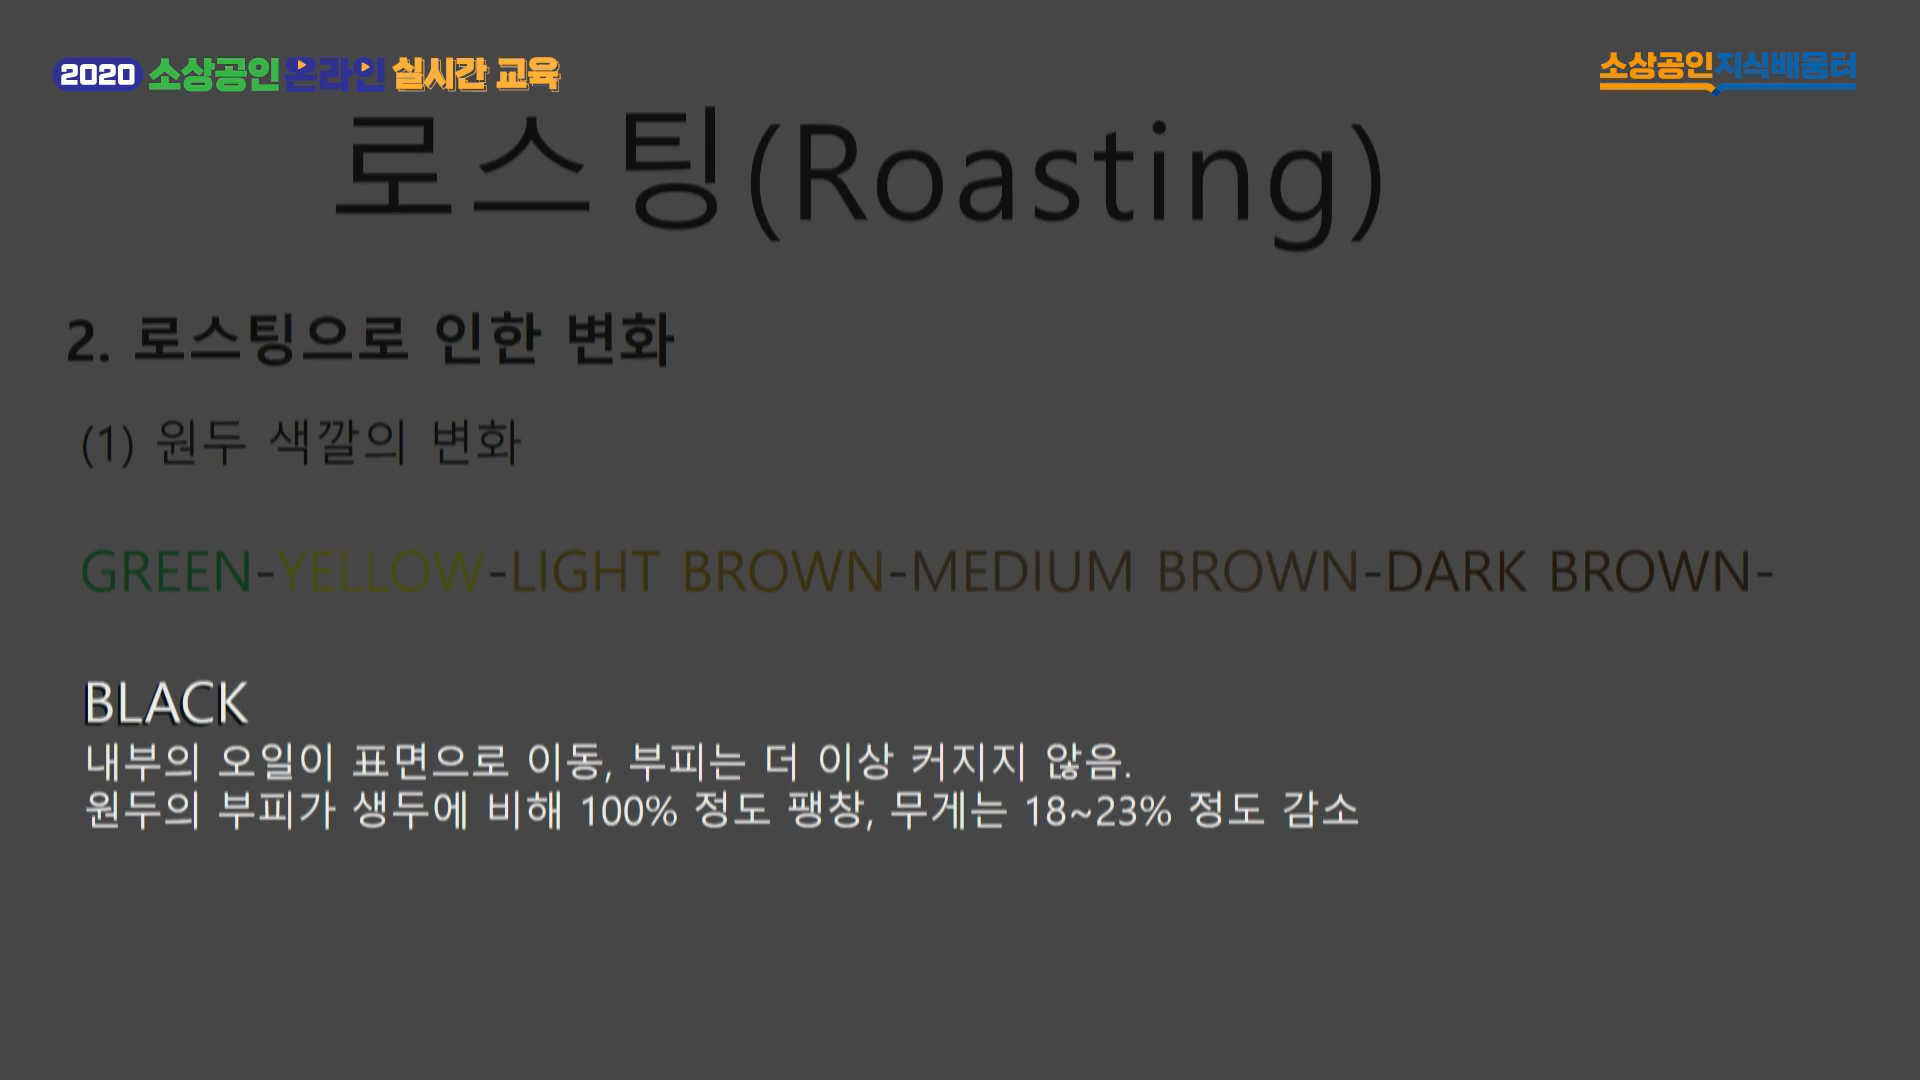 2020 소상공인 온라인 실시간 교육
소상공인지식배움터
로스팅(Roasting)
2. 로스팅으로 인한 변화
(1) 원두 색깔의 변화
GREEN-YELLOW-LIGHT BROWN-MEDIUM BROWN-DARK BROWN-
BLACK
내부의 오일이 표면으로 이동, 부피는 더 이상 커지지 않음.
원두의 부피가 생두에 비해 100% 정도 팽창, 무게는 18~23% 정도 감소